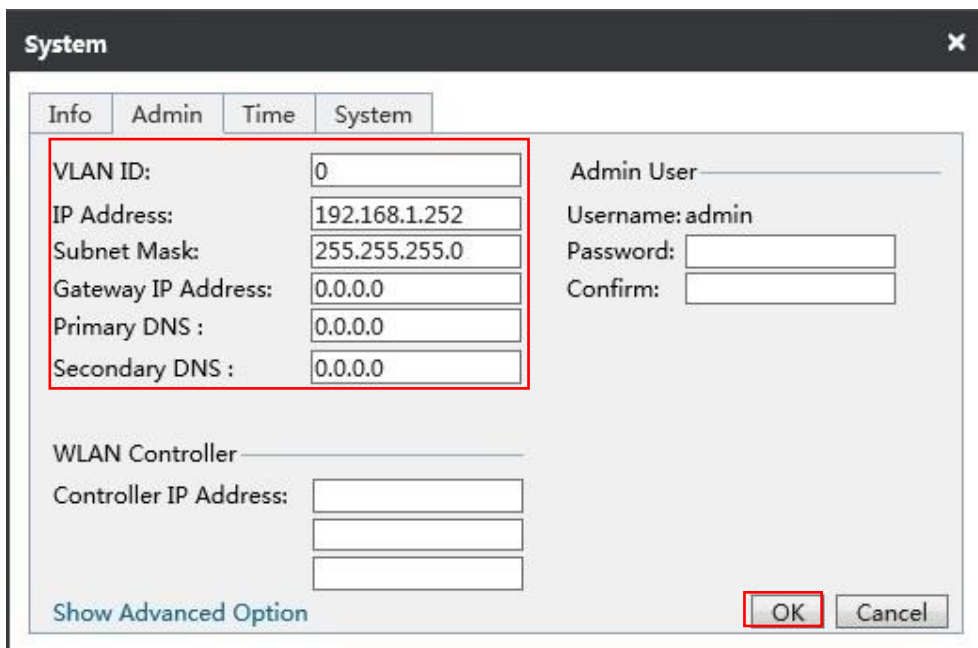 System
Info Admin Time System
VLAN ID: 0
IP Address: 192.168.1.252
Subnet Mask: 255.255.255.0
Gateway IP Address: 0.0.0.0
Primary DNS : 0.0.0.0
Secondary DNS : 0.0.0.0
Admin User
Username: admin
Password:
Confirm:
WLAN Controller
Controller IP Address:
Show Advanced Option
OK Cancel